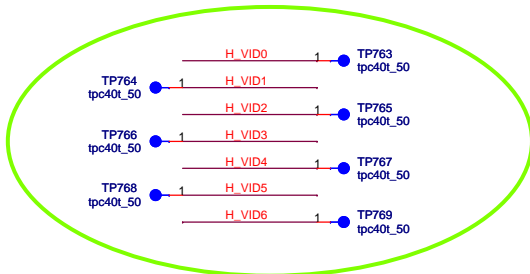 H_VID0 1 TP763
tpc40t_50
TP764 1 H_VID1
tpc40t_50
H_VID2 1 TP765
tpc40t_50
TP766 1 H_VID3
tpc40t_50
H_VID4 1 TP767
tpc40t_50
TP768 1 H_VID5
tpc40t_50
H_VID6 1 TP769
tpc40t_50